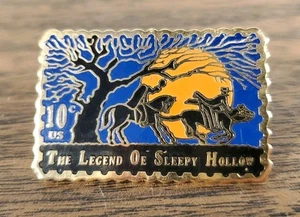 10c
US
THE LEGEND OF SLEEPY HOLLOW